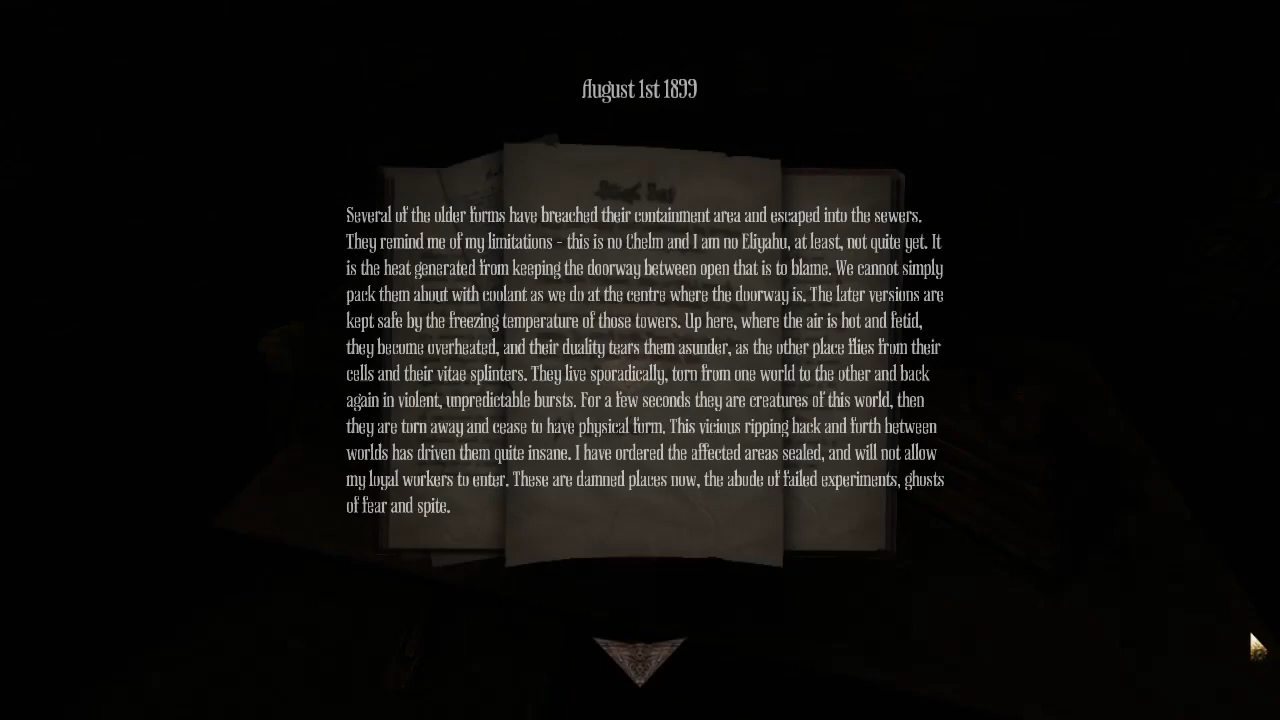 August 1st 1899
Several of the older forms have breached their containment area and escaped into the sewers.
They remind me of my limitations - this is no Chelm and I am no Eliyahu, at least, not quite yet. It
is the heat generated from keeping the doorway between open that is to blame. We cannot simply
pack them about with coolant as we do at the centre where the doorway is. The later versions are
kept safe by the freezing temperature of those towers. Up here, where the air is hot and fetid,
they become overheated, and their duality tears them asunder, as the other place flies from their
cells and their vitae splinters. They live sporadically, torn from one world to the other and back
again in violent, unpredictable bursts. For a few seconds they are creatures of this world, then
they are torn away and cease to have physical form. This vicious ripping back and forth between
worlds has driven them quite insane. I have ordered the affected areas sealed, and will not allow
my loyal workers to enter. These are damned places now, the abode of failed experiments, ghosts
of fear and spite.